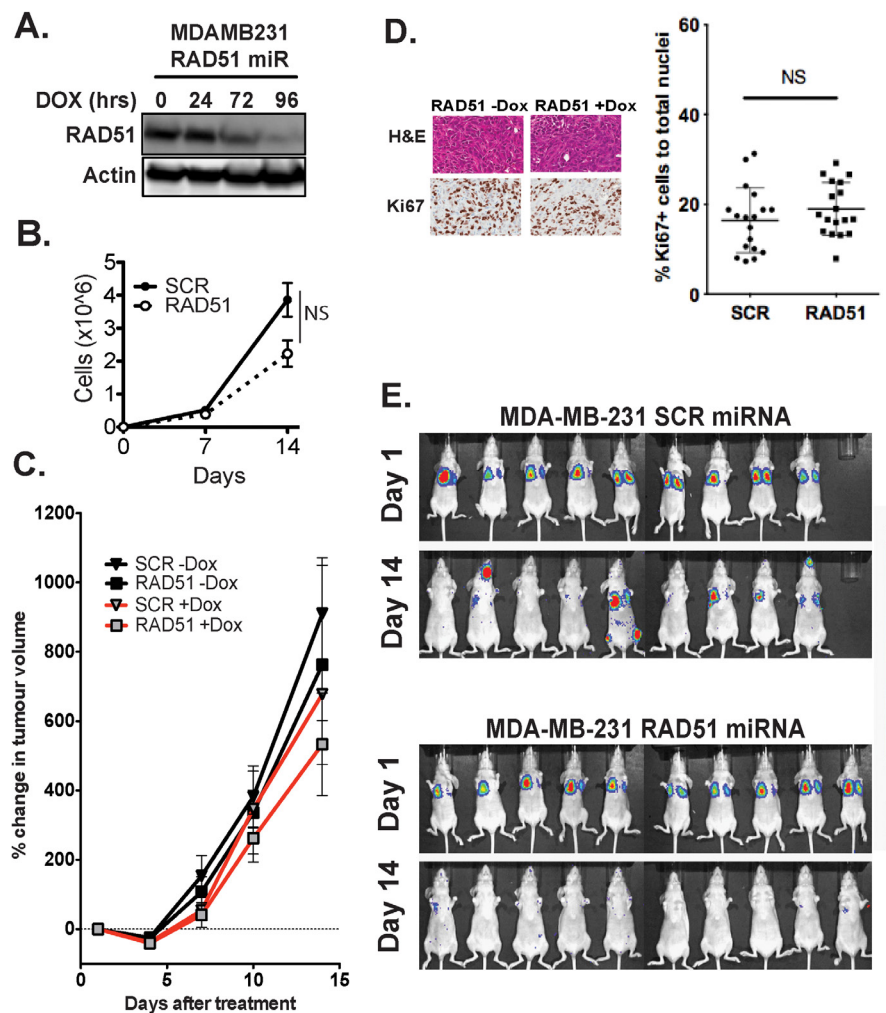 A.
MDAMB231
RAD51 miR
DOX (hrs) 0 24 72 96
RAD51
Actin
B.
Cells (x10^6)
5
4
3
2
1
0
SCR
RAD51
NS
0 7 14
Days
C.
% change in tumour volume
1200
1000
800
600
400
200
0
SCR -Dox
RAD51 -Dox
SCR +Dox
RAD51 +Dox
0 5 10 15
Days after treatment
D.
RAD51 -Dox RAD51 +Dox
H&E
Ki67
% Ki67+ cells to total nuclei
60
40
20
0
NS
SCR RAD51
E.
MDA-MB-231 SCR miRNA
Day 1
Day 14
MDA-MB-231 RAD51 miRNA
Day 1
Day 14